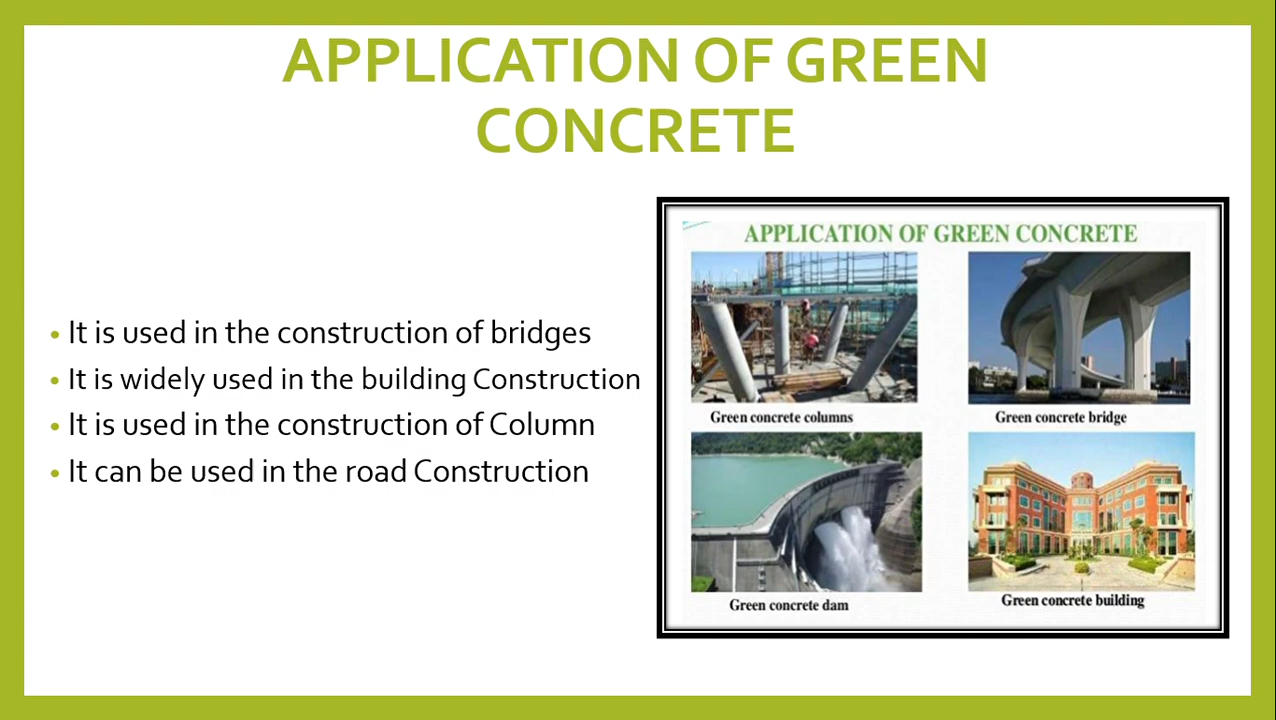 APPLICATION OF GREEN
CONCRETE
• It is used in the construction of bridges
• It is widely used in the building Construction
• It is used in the construction of Column
• It can be used in the road Construction
APPLICATION OF GREEN CONCRETE
Green concrete columns
Green concrete bridge
Green concrete dam
Green concrete building